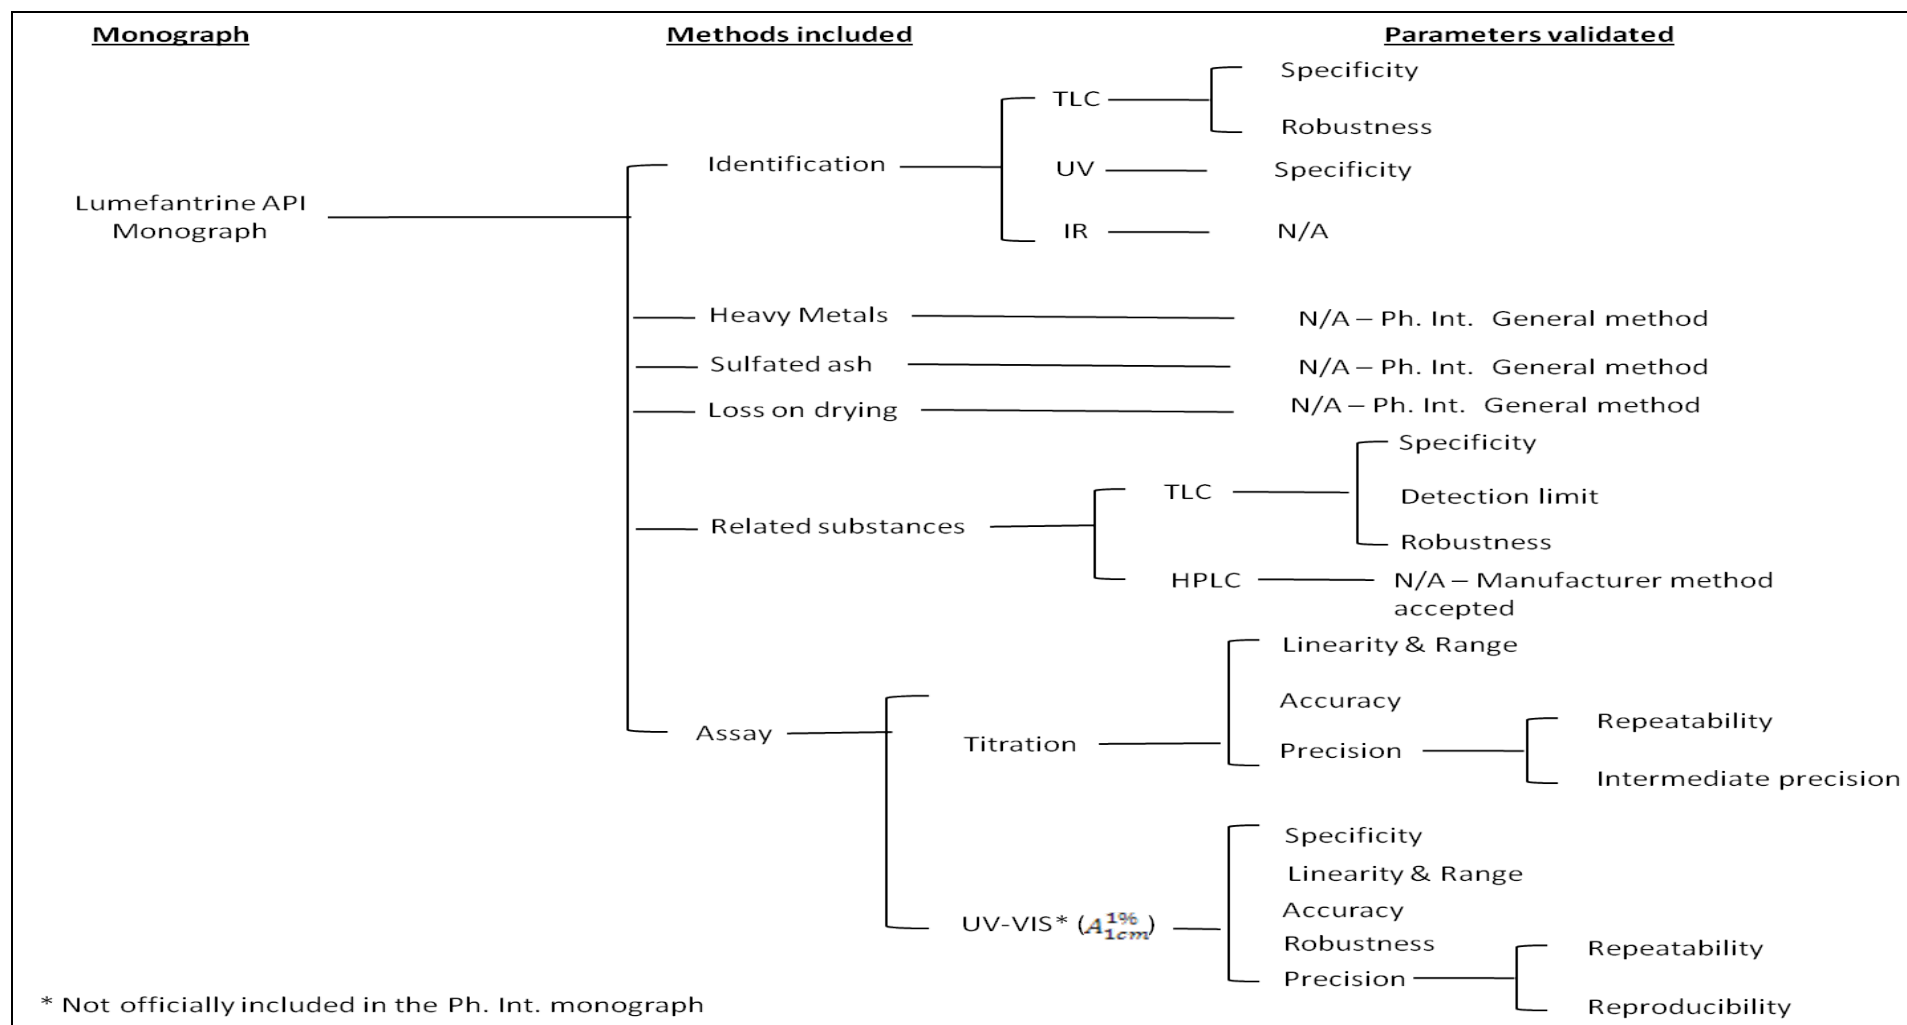 Monograph
Methods included
Parameters validated
Lumefantrine API
Monograph
Identification
TLC
Specificity
Robustness
UV
Specificity
IR
N/A
Heavy Metals
N/A – Ph. Int. General method
Sulfated ash
N/A – Ph. Int. General method
Loss on drying
N/A – Ph. Int. General method
Related substances
TLC
Specificity
Detection limit
Robustness
HPLC
N/A – Manufacturer method
accepted
Assay
Titration
Linearity & Range
Accuracy
Precision
Repeatability
Intermediate precision
UV-VIS* (A 1% 1cm)
Specificity
Linearity & Range
Accuracy
Robustness
Precision
Repeatability
Reproducibility
* Not officially included in the Ph. Int. monograph